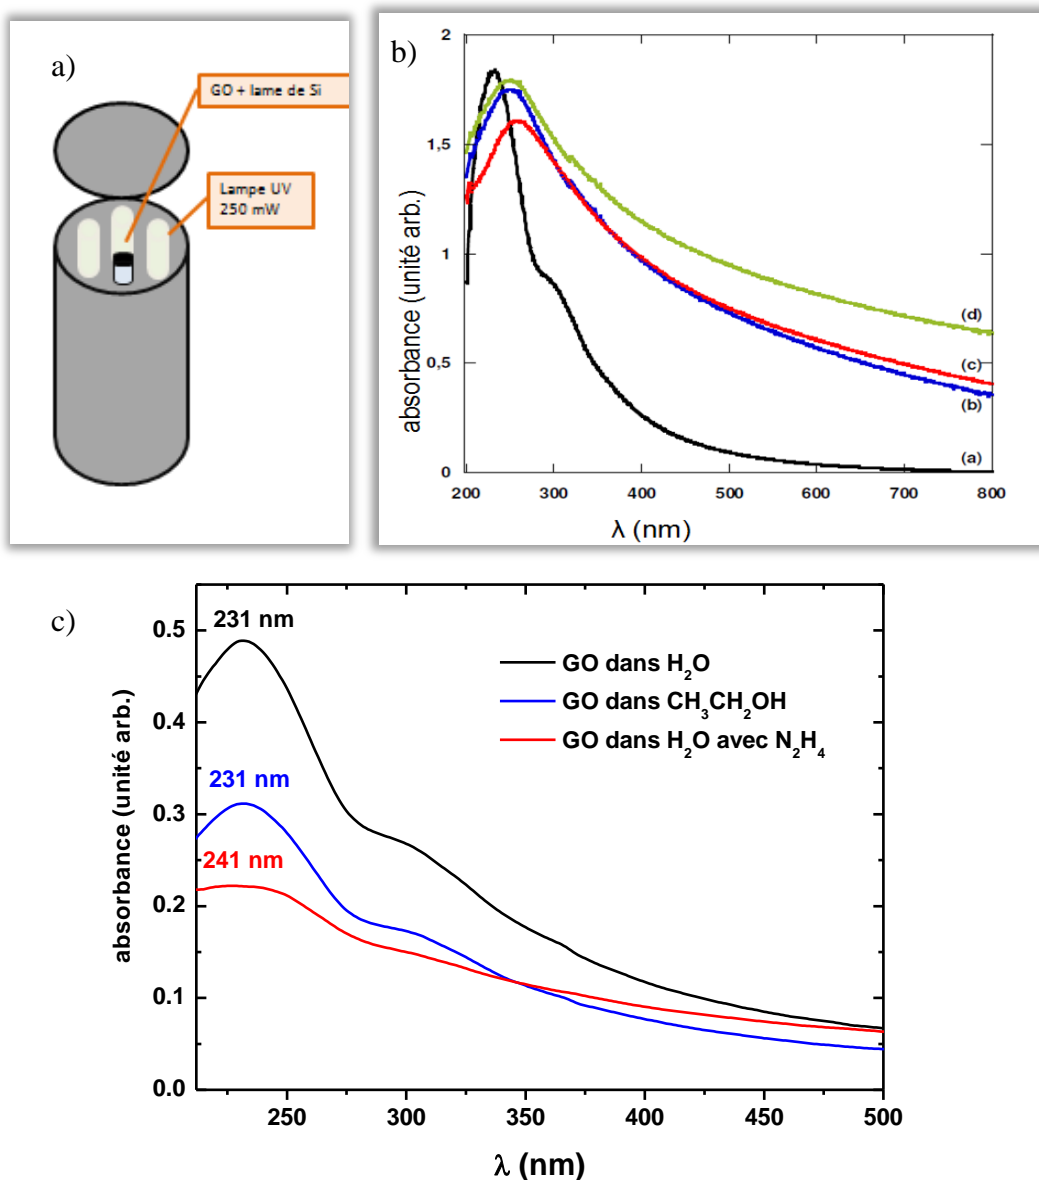 a)
GO + lame de Si
Lampe UV
250 mW
b)
2
1,5
1
0,5
0
absorbance (unité arb.)
(d)
(c)
(b)
(a)
200 300 400 500 600 700 800
λ (nm)
c)
231 nm
231 nm
241 nm
GO dans H₂O
GO dans CH₃CH₂OH
GO dans H₂O avec N₂H₄
0.5
0.4
0.3
0.2
0.1
0.0
absorbance (unité arb.)
250 300 350 400 450 500
λ (nm)